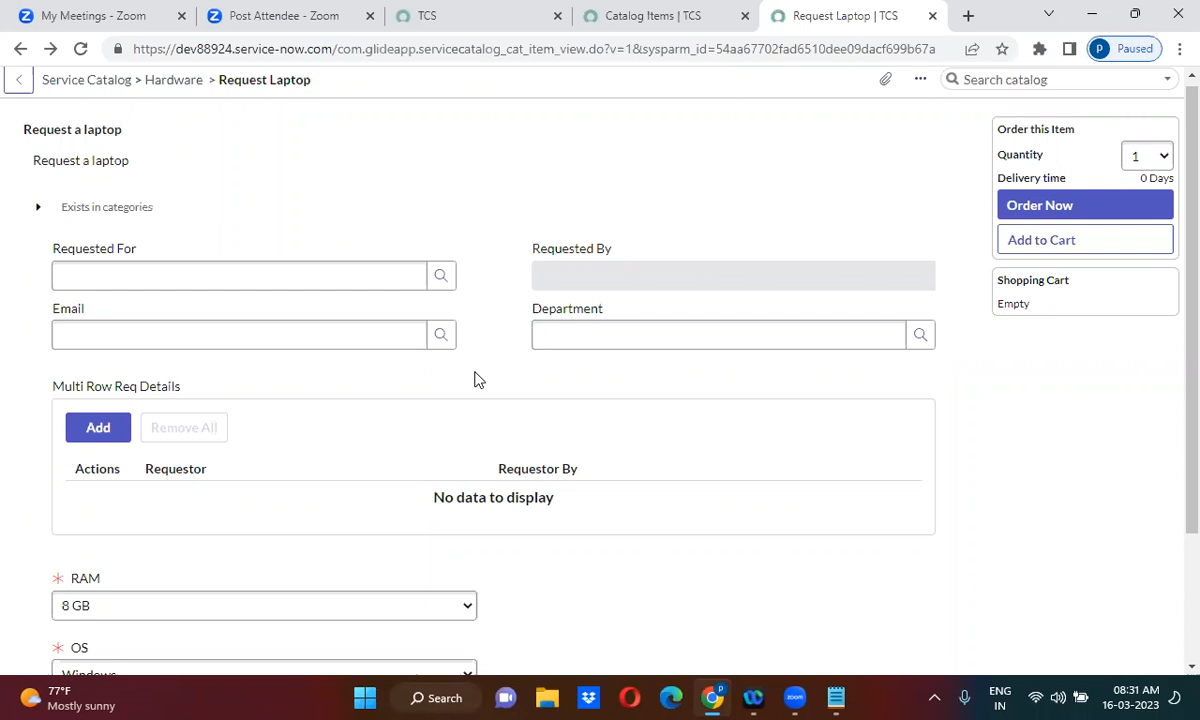 My Meetings - Zoom
Post Attendee - Zoom
TCS
Catalog Items | TCS
Request Laptop | TCS
https://dev88924.service-now.com/com.glideapp.servicecatalog_cat_item_view.do?v=1&sysparm_id=54aa67702fad6510dee09dacf699b67a
P Paused
Service Catalog > Hardware > Request Laptop
Search catalog
Request a laptop
Request a laptop
Exists in categories
Order this Item
Quantity 1
Delivery time 0 Days
Order Now
Add to Cart
Shopping Cart
Empty
Requested For
Requested By
Email
Department
Multi Row Req Details
Add Remove All
Actions Requestor Requestor By
No data to display
* RAM
8 GB
* OS
Windows
77°F
Mostly sunny
Search
P
zoom
ENG
IN
08:31 AM
16-03-2023